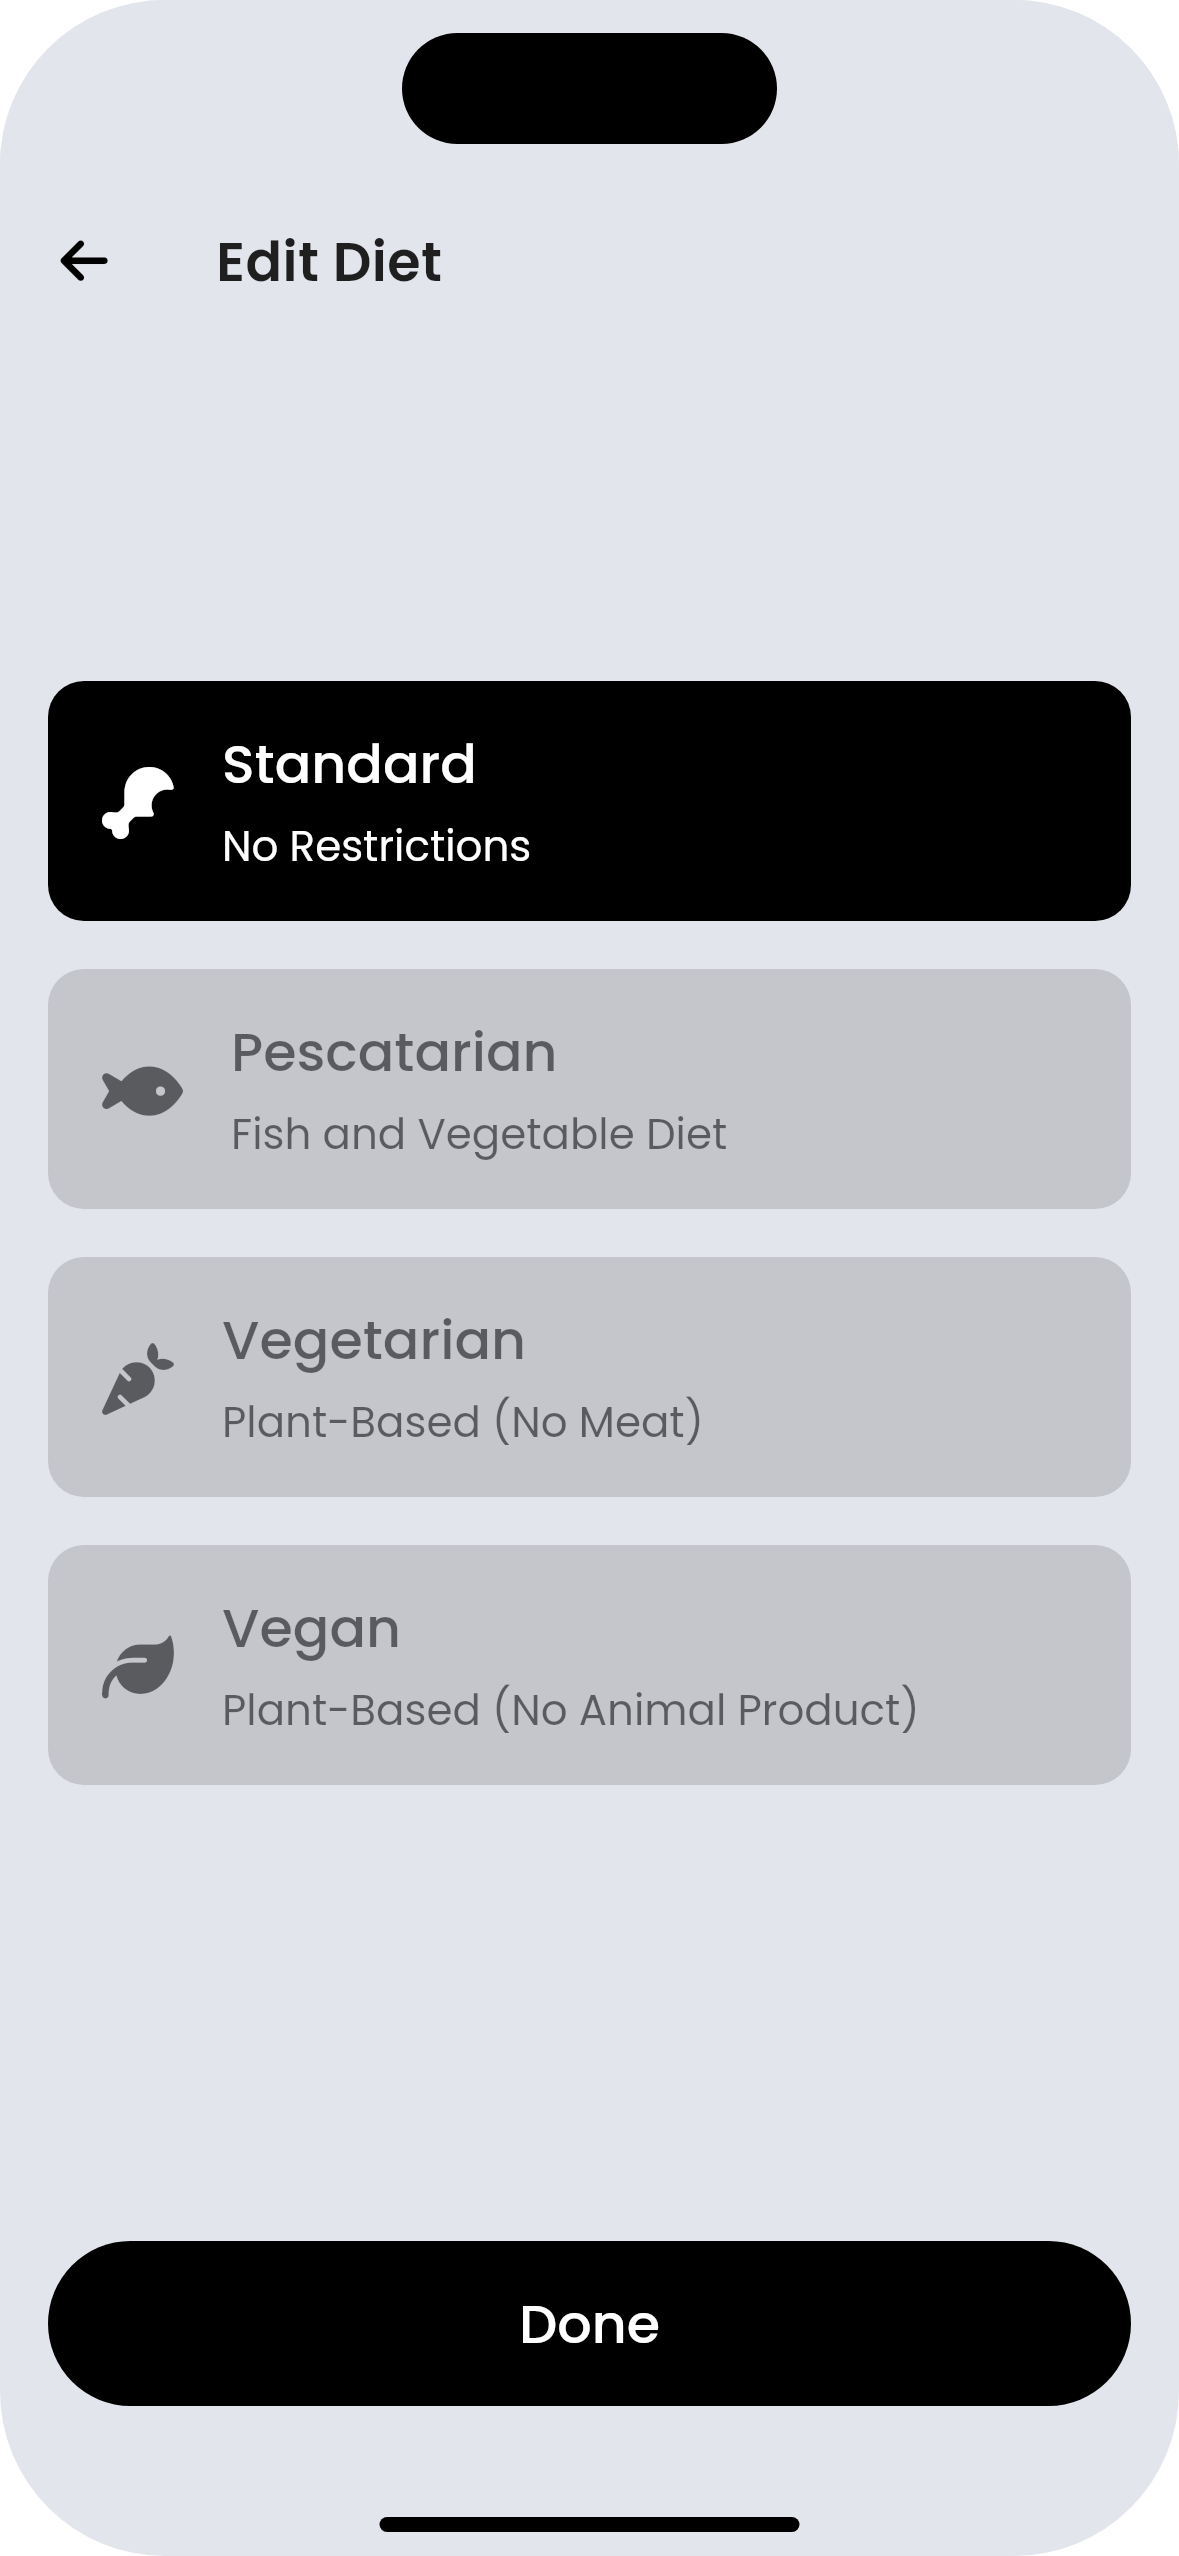 Edit Diet
Standard
No Restrictions
Pescatarian
Fish and Vegetable Diet
Vegetarian
Plant-Based (No Meat)
Vegan
Plant-Based (No Animal Product)
Done